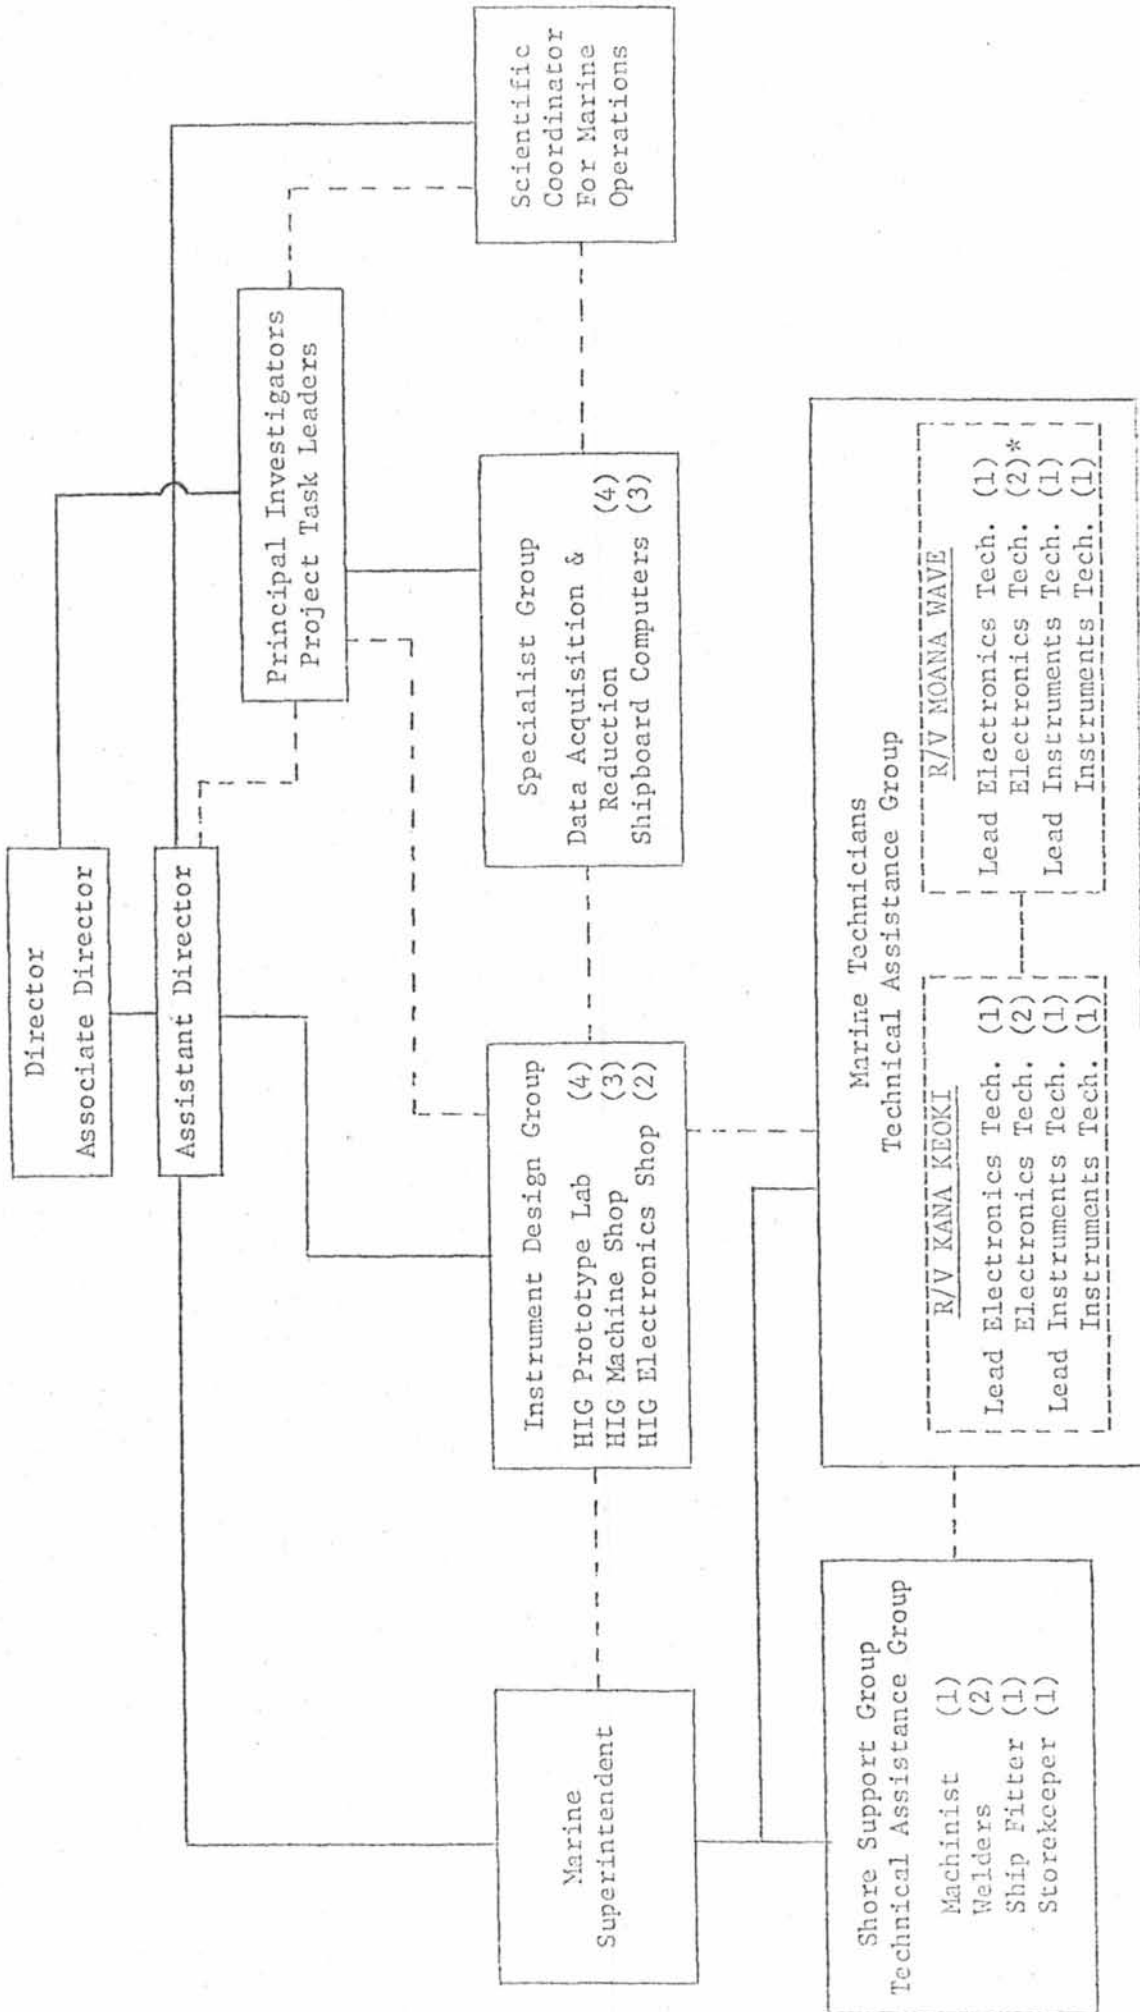 Director
Associate Director
Assistant Director
Principal Investigators
Project Task Leaders
Marine
Superintendent
Instrument Design Group
HIG Prototype Lab (4)
HIG Machine Shop (3)
HIG Electronics Shop (2)
Specialist Group
Data Acquisition &
Reduction (4)
Shipboard Computers (3)
Scientific
Coordinator
For Marine
Operations
Shore Support Group
Technical Assistance Group
Machinist (1)
Welders (2)
Ship Fitter (1)
Storekeeper (1)
Marine Technicians
Technical Assistance Group
R/V KANA KEOKI
Lead Electronics Tech. (1)
Electronics Tech. (2)
Lead Instruments Tech. (1)
Instruments Tech. (1)
R/V MOANA WAVE
Lead Electronics Tech. (1)
Electronics Tech. (2)*
Lead Instruments Tech. (1)
Instruments Tech. (1)